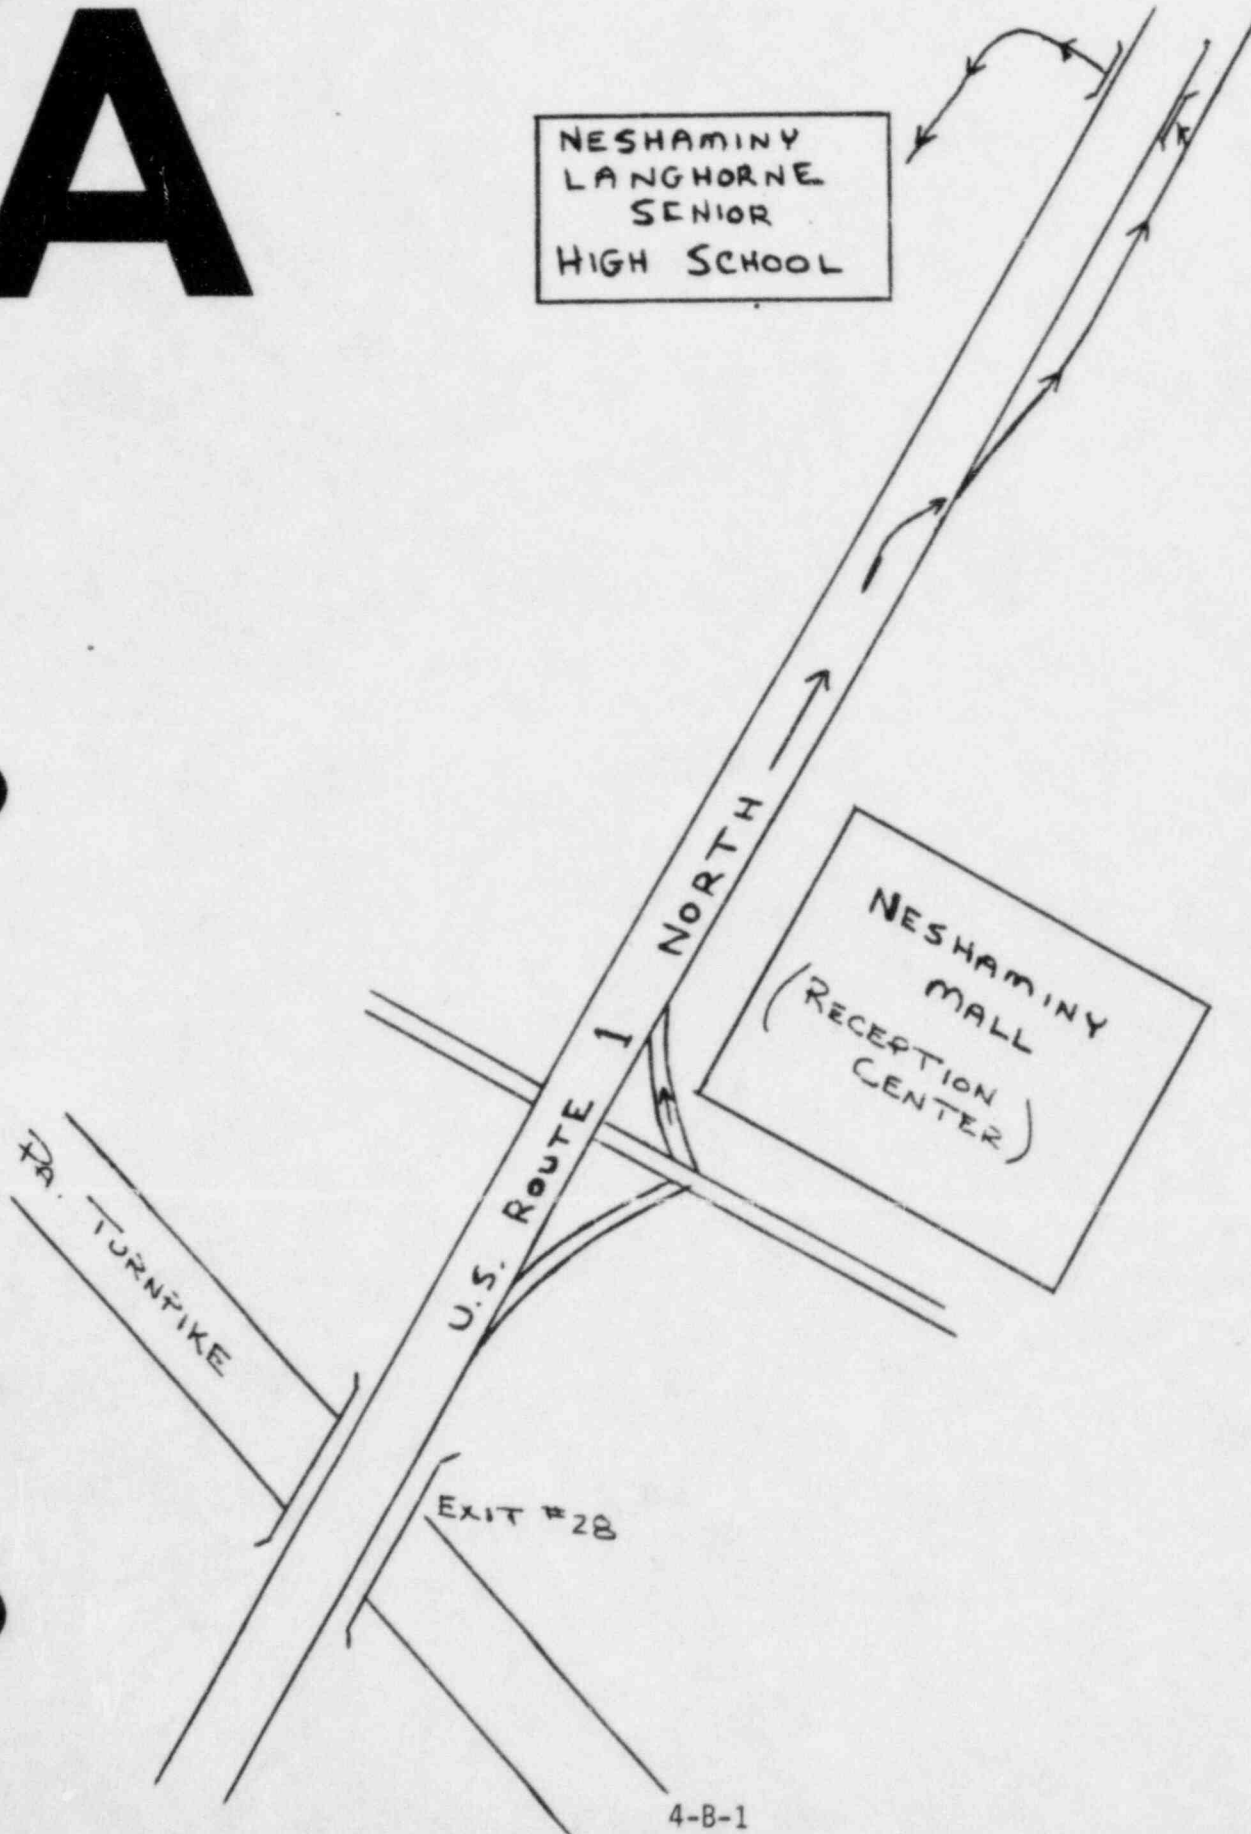 A
NESHAMINY
LANGHORNE
SENIOR
HIGH SCHOOL
U.S. ROUTE 1 NORTH
NESHAMINY
MALL
(RECEPTION
CENTER)
PA. TURNPIKE
EXIT #28
4-B-1